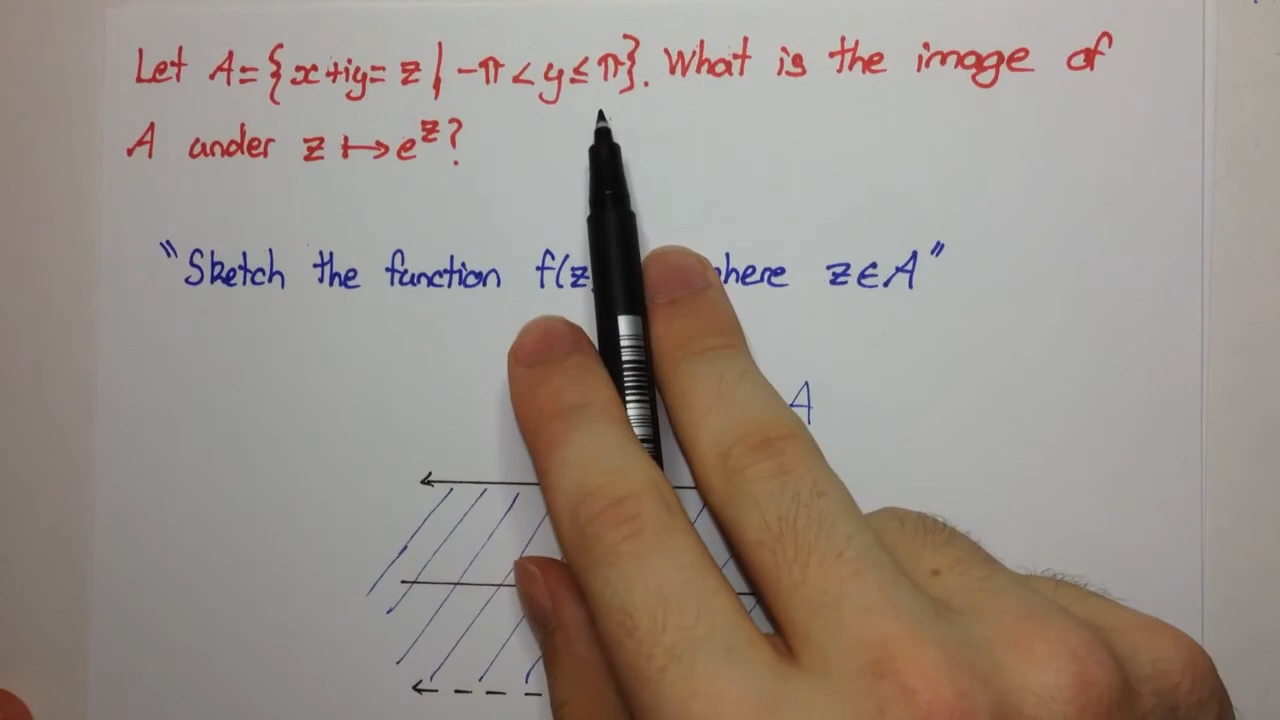 Let A={x+iy=z|-π<y≤π}. What is the image of
A under z↦e^z?
"Sketch the function f(z where z∈A"
A